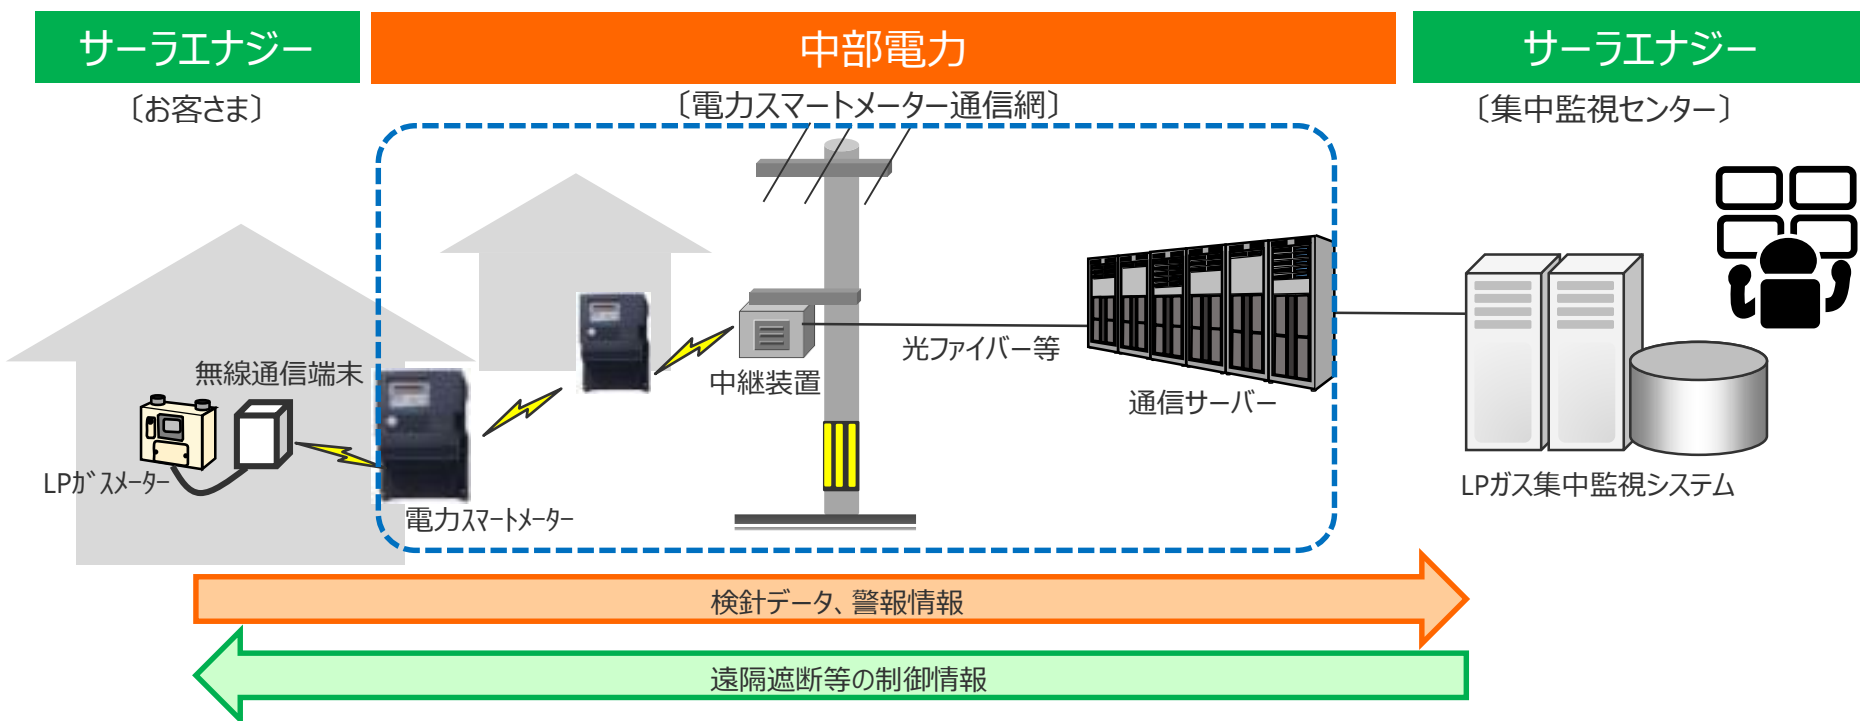 サーラエナジー
中部電力
サーラエナジー
〔お客さま〕
〔電力スマートメーター通信網〕
〔集中監視センター〕
無線通信端末
LPガスメーター
電力スマートメーター
中継装置
光ファイバー等
通信サーバー
LPガス集中監視システム
検針データ、警報情報
遠隔遮断等の制御情報